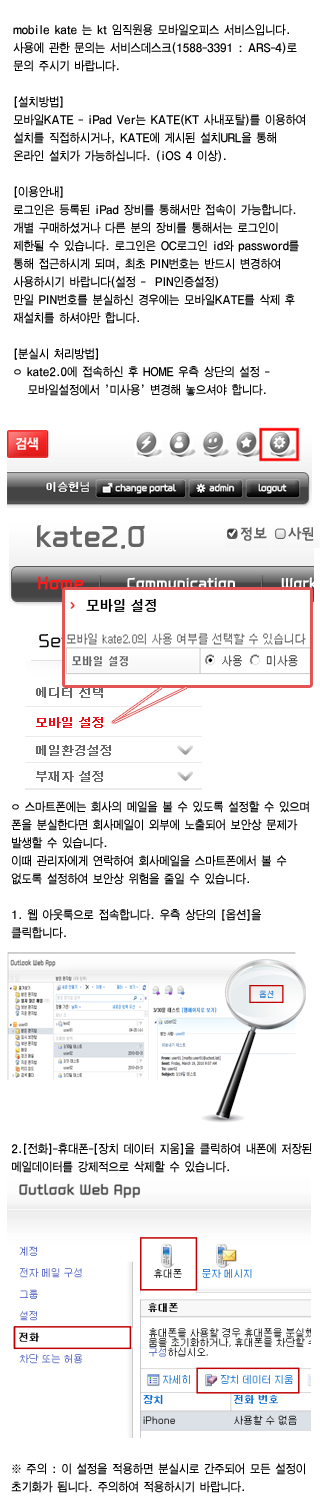 mobile kate 는 kt 임직원용 모바일오피스 서비스입니다.
사용에 관한 문의는 서비스데스크(1588-3391 : ARS-4)로
문의 주시기 바랍니다.
[설치방법]
모바일KATE - iPad Ver는 KATE(KT 사내포탈)를 이용하여
설치를 직접하시거나, KATE에 게시된 설치URL을 통해
온라인 설치가 가능하십니다. (iOS 4 이상).
[이용안내]
로그인은 등록된 iPad 장비를 통해서만 접속이 가능합니다.
개별 구매하셨거나 다른 분의 장비를 통해서는 로그인이
제한될 수 있습니다. 로그인은 OC로그인 id와 password를
통해 접근하시게 되며, 최초 PIN번호는 반드시 변경하여
사용하시기 바랍니다(설정 - PIN인증설정)
만일 PIN번호를 분실하신 경우에는 모바일KATE를 삭제 후
재설치를 하셔야만 합니다.
[분실시 처리방법]
ㅇ kate2.0에 접속하신 후 HOME 우측 상단의 설정 -
모바일설정에서 '미사용' 변경해 놓으셔야 합니다.
검색
이승헌님 change portal admin logout
kate2.0 정보 사원
Home Communication Work
> 모바일 설정
Se
모바일 kate2.0의 사용 여부를 선택할 수 있습니다
모바일 설정 사용 미사용
에디터 선택
모바일 설정
메일환경설정
부재자 설정
ㅇ 스마트폰에는 회사의 메일을 볼 수 있도록 설정할 수 있으며
폰을 분실한다면 회사메일이 외부에 노출되어 보안상 문제가
발생할 수 있습니다.
이때 관리자에게 연락하여 회사메일을 스마트폰에서 볼 수
없도록 설정하여 보안상 위험을 줄일 수 있습니다.
1. 웹 아웃룩으로 접속합니다. 우측 상단의 [옵션]을
클릭합니다.
Outlook Web App
옵션
2.[전화]-휴대폰-[장치 데이터 지움]을 클릭하여 내폰에 저장된
메일데이터를 강제적으로 삭제할 수 있습니다.
Outlook Web App
계정
전자 메일 구성
그룹
설정
전화
차단 또는 허용
휴대폰 문자 메시지
휴대폰
휴대폰을 사용할 경우 휴대폰을 분실
움을 초기화하거나, 휴대폰을 차단할
구성하십시오.
자세히 장치 데이터 지움
장치 전화 번호
iPhone 사용할 수 없음
※ 주의 : 이 설정을 적용하면 분실시로 간주되어 모든 설정이
초기화가 됩니다. 주의하여 적용하시기 바랍니다.